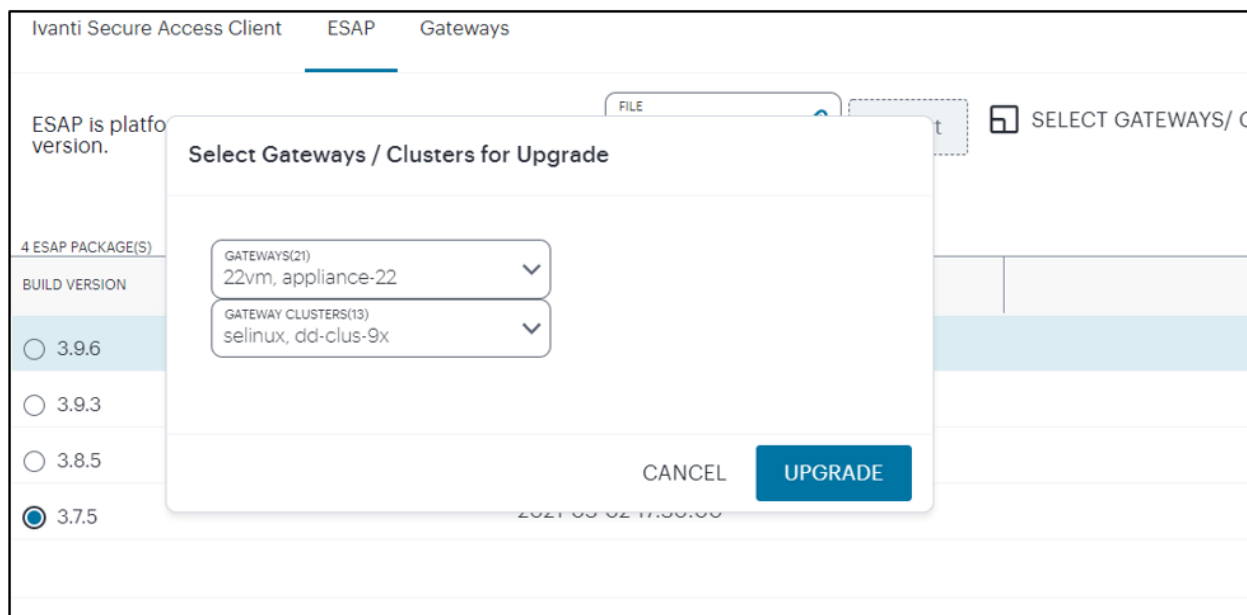 Ivanti Secure Access Client ESAP Gateways
FILE
ESAP is platfo
version.
SELECT GATEWAYS/ C
Select Gateways / Clusters for Upgrade
4 ESAP PACKAGE(S)
GATEWAYS(21)
22vm, appliance-22
BUILD VERSION
GATEWAY CLUSTERS(13)
selinux, dd-clus-9x
3.9.6
3.9.3
3.8.5
CANCEL UPGRADE
3.7.5